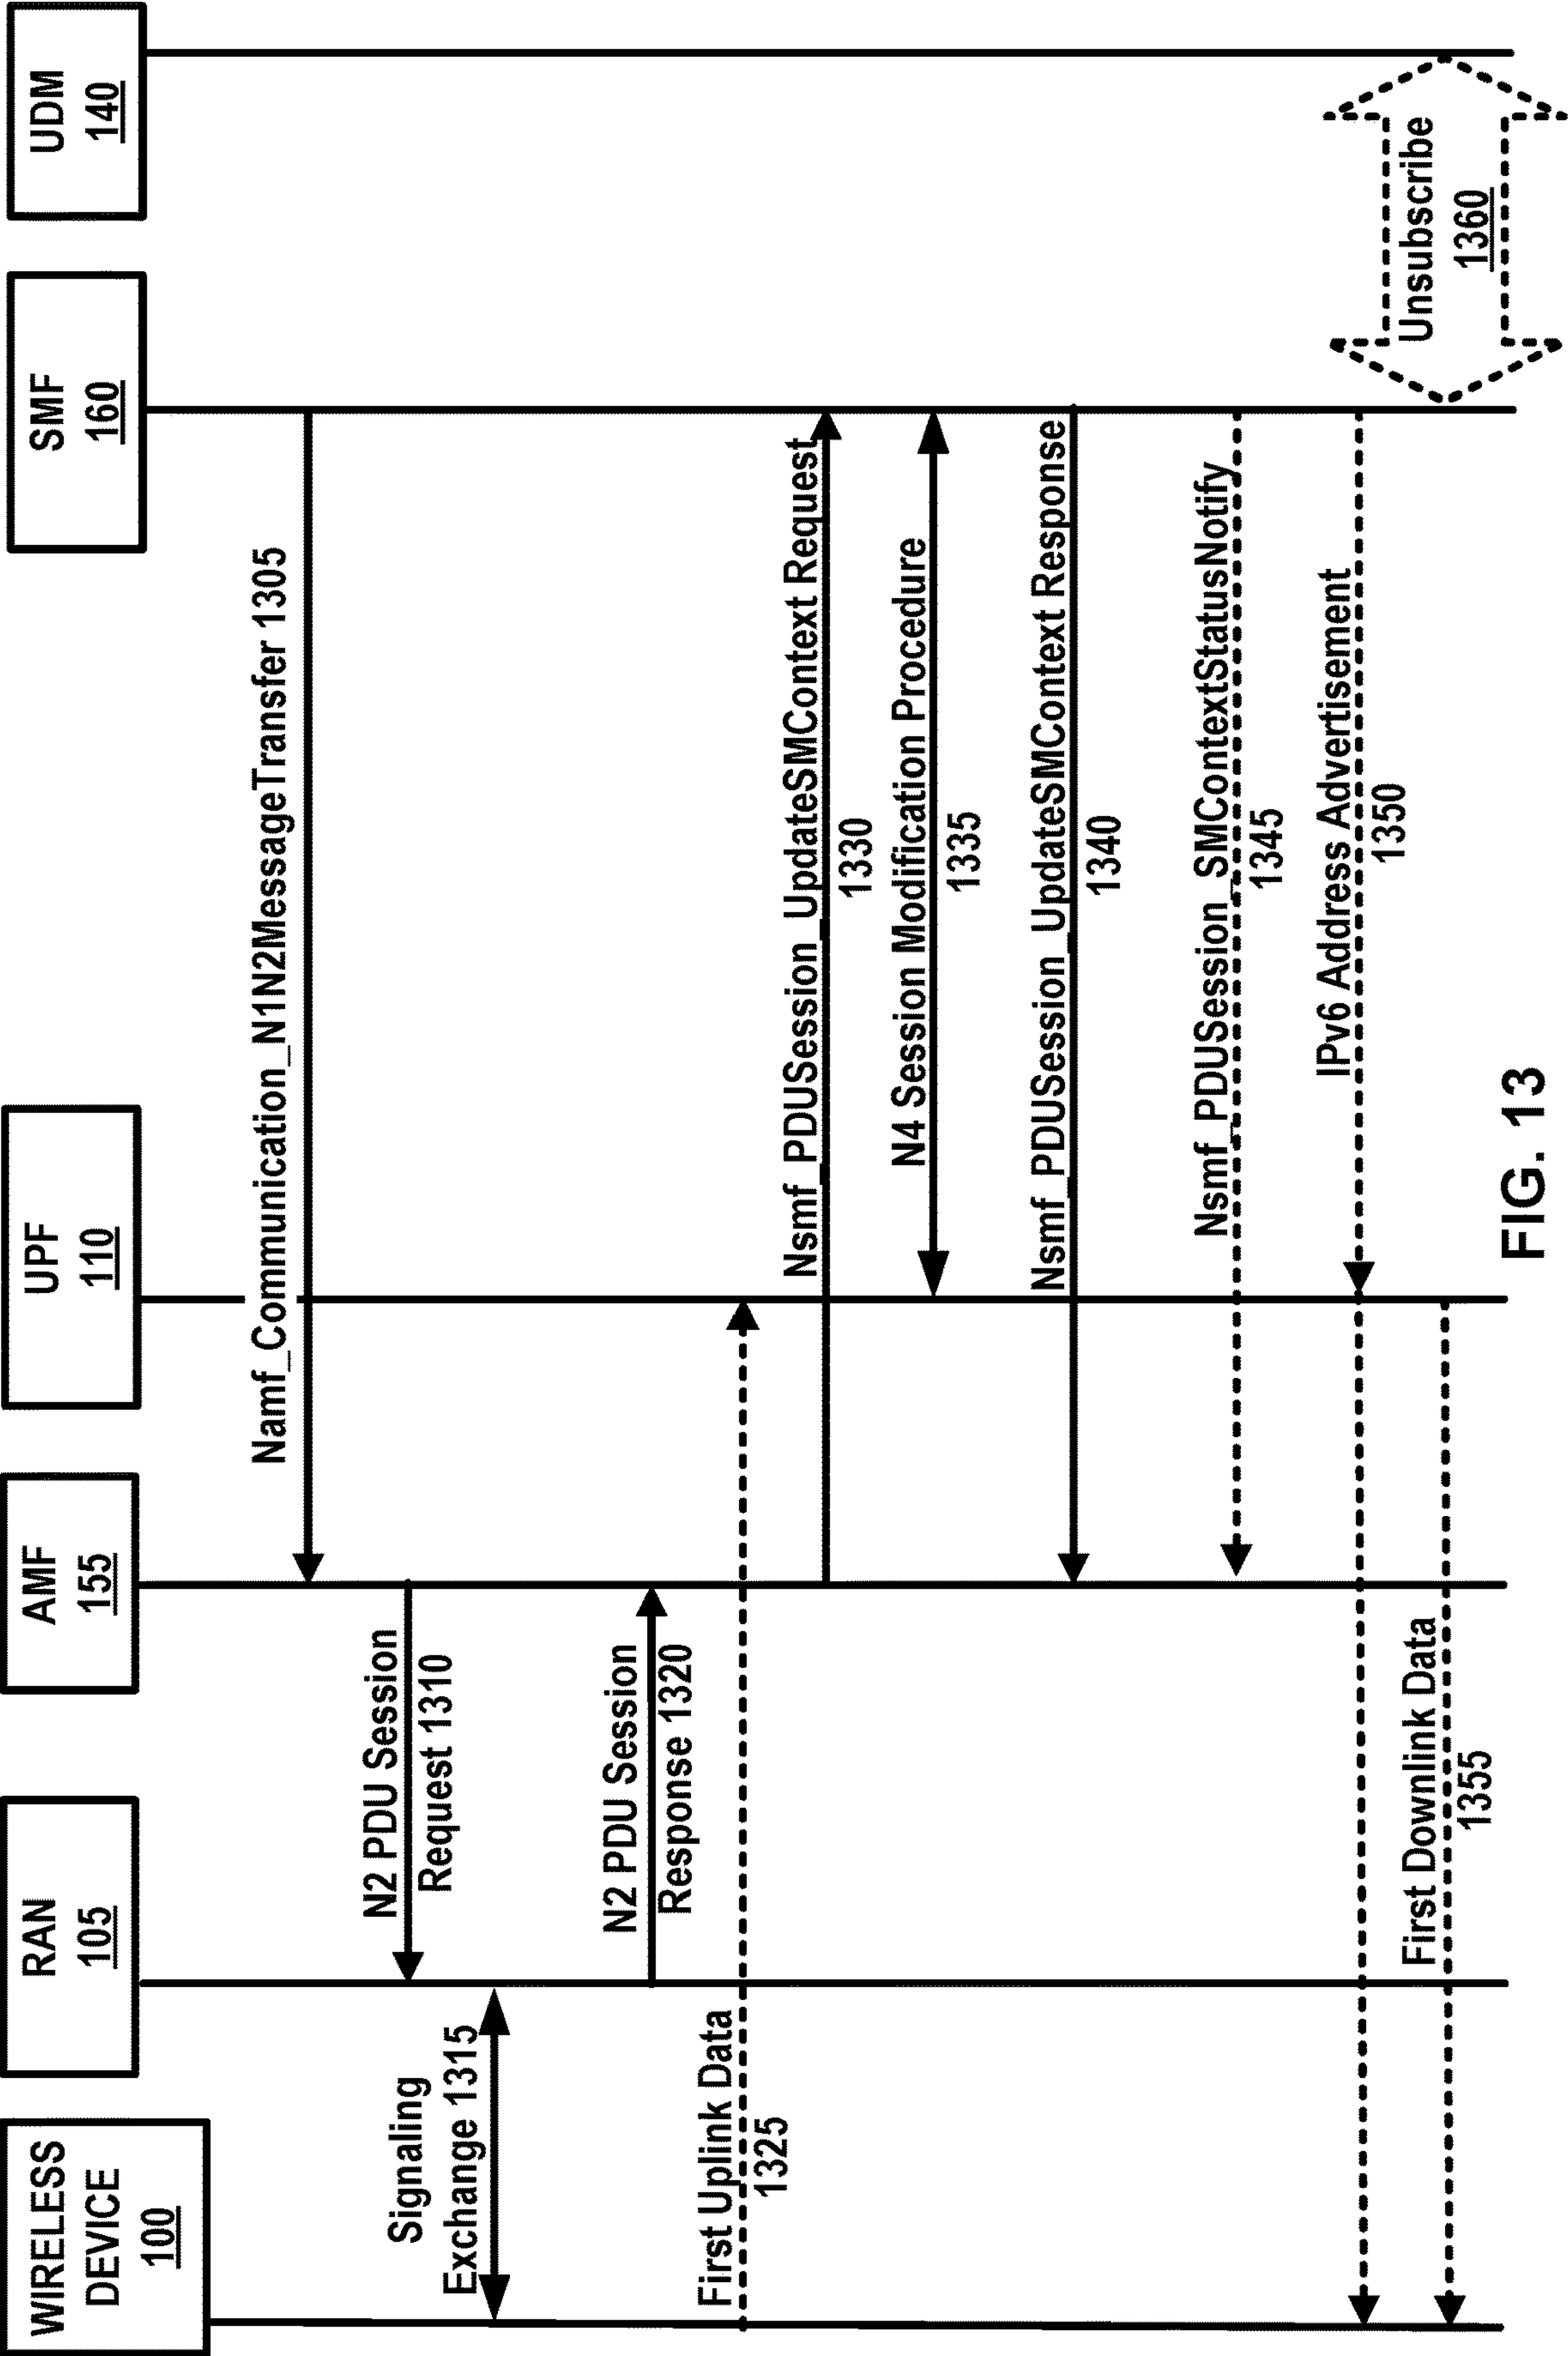 WIRELESS
DEVICE
100
RAN
105
AMF
155
UPF
110
SMF
160
UDM
140
Namf_Communication_N1N2MessageTransfer 1305
N2 PDU Session
Request 1310
Signaling
Exchange 1315
N2 PDU Session
Response 1320
First Uplink Data
1325
Nsmf_PDUSession_UpdateSMContext Request
1330
N4 Session Modification Procedure
1335
Nsmf_PDUSession_UpdateSMContext Response
1340
Nsmf_PDUSession_SMContextStatusNotify
1345
IPv6 Address Advertisement
1350
First Downlink Data
1355
Unsubscribe
1360
FIG. 13